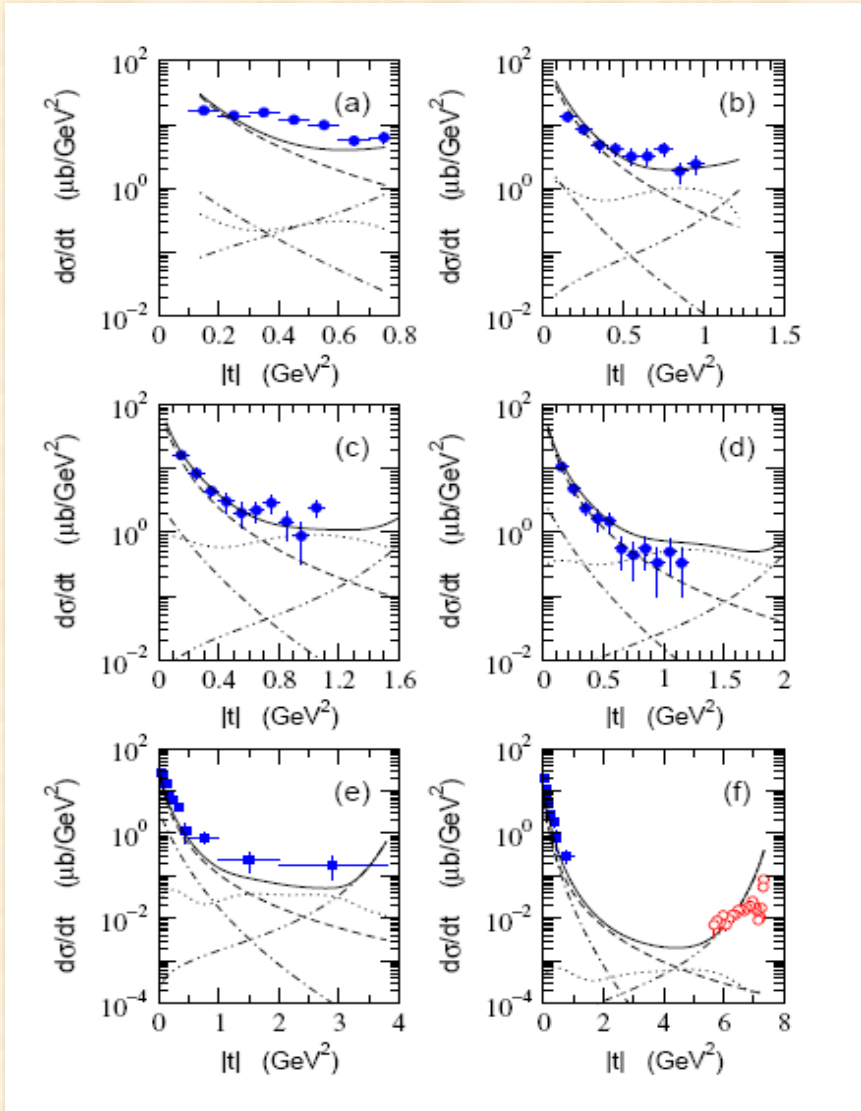 10² 10⁰ 10⁻² dσ/dt (μb/GeV²) (a)
0.2 0.4 0.6 0.8
|t| (GeV²)
10² 10⁰ 10⁻² dσ/dt (μb/GeV²) (b)
0 0.5 1 1.5
|t| (GeV²)
10² 10⁰ 10⁻² dσ/dt (μb/GeV²) (c)
0 0.4 0.8 1.2 1.6
|t| (GeV²)
10² 10⁰ 10⁻² dσ/dt (μb/GeV²) (d)
0 0.5 1 1.5 2
|t| (GeV²)
10² 10⁰ 10⁻² 10⁻⁴ dσ/dt (μb/GeV²) (e)
0 1 2 3 4
|t| (GeV²)
10² 10⁰ 10⁻² 10⁻⁴ dσ/dt (μb/GeV²) (f)
0 2 4 6 8
|t| (GeV²)